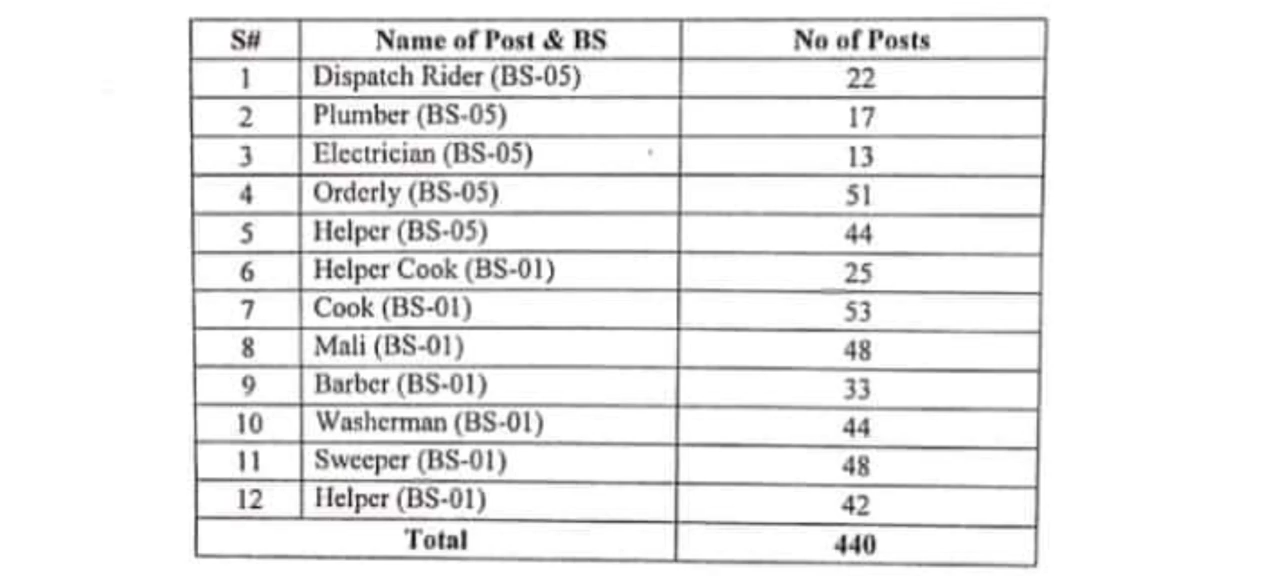 S# Name of Post & BS No of Posts
1 Dispatch Rider (BS-05) 22
2 Plumber (BS-05) 17
3 Electrician (BS-05) 13
4 Orderly (BS-05) 51
5 Helper (BS-05) 44
6 Helper Cook (BS-01) 25
7 Cook (BS-01) 53
8 Mali (BS-01) 48
9 Barber (BS-01) 33
10 Washerman (BS-01) 44
11 Sweeper (BS-01) 48
12 Helper (BS-01) 42
Total 440